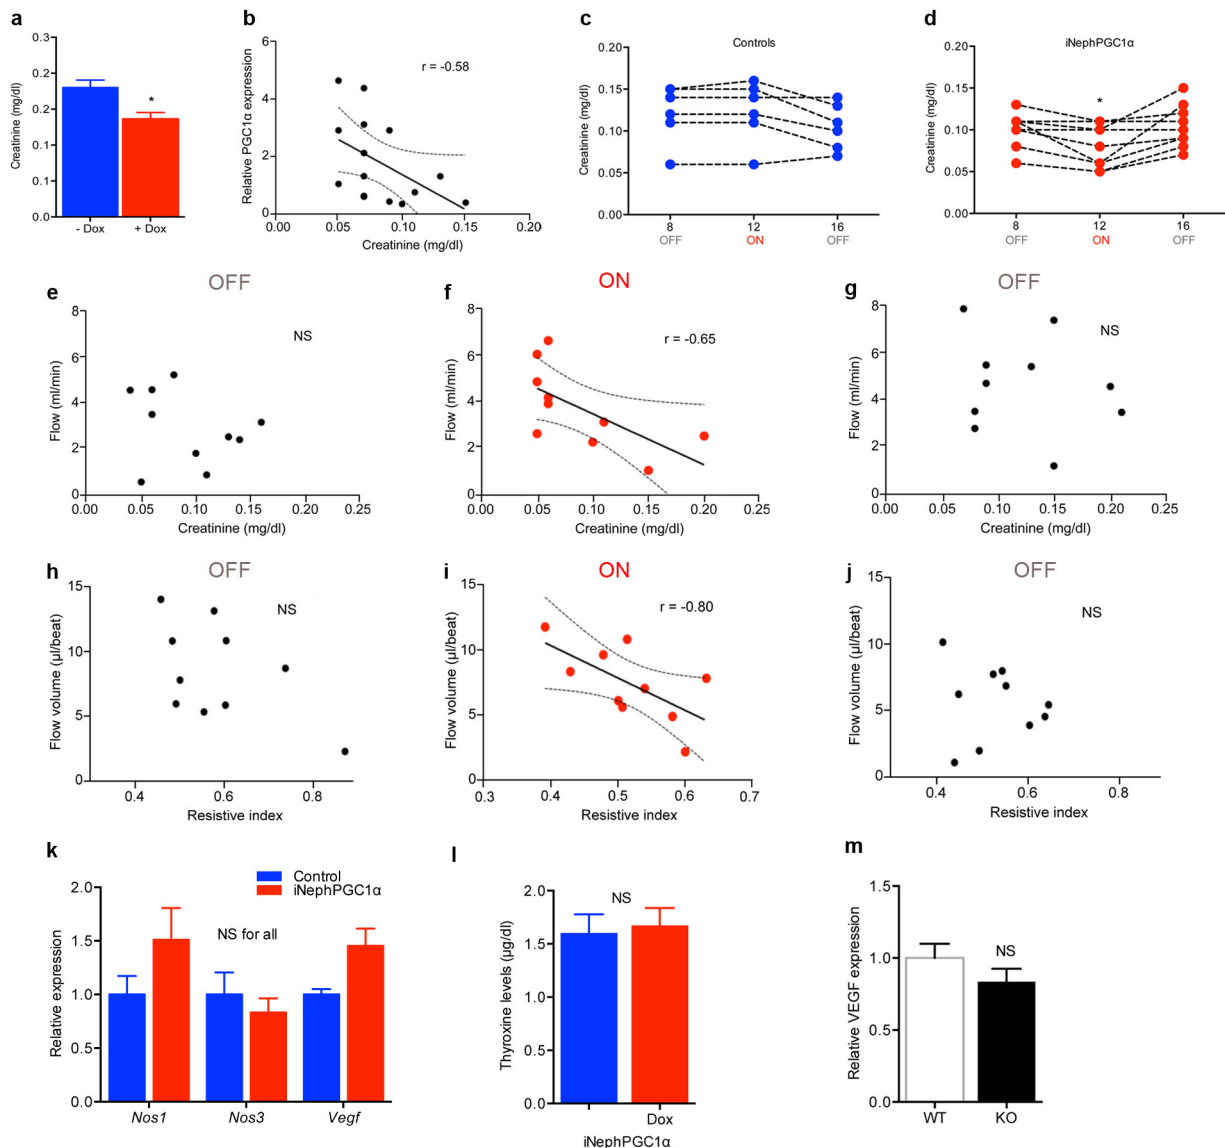 a
0.3
0.2
0.2
0.1
0.1
0.0
Creatinine (mg/dl)
*
- Dox
+ Dox
b
6
4
2
0
Relative PGC1α expression
r = -0.58
0.00
0.05
0.10
0.15
0.20
Creatinine (mg/dl)
c
Controls
0.20
0.15
0.10
0.05
0.00
Creatinine (mg/dl)
8
12
16
OFF
ON
OFF
d
iNephPGC1α
0.20
0.15
0.10
0.05
0.00
Creatinine (mg/dl)
*
8
12
16
OFF
ON
OFF
e
OFF
8
6
4
2
0
Flow (ml/min)
NS
0.00
0.05
0.10
0.15
0.20
0.25
Creatinine (mg/dl)
f
ON
8
6
4
2
0
Flow (ml/min)
r = -0.65
0.00
0.05
0.10
0.15
0.20
0.25
Creatinine (mg/dl)
g
OFF
8
6
4
2
0
Flow (ml/min)
NS
0.00
0.05
0.10
0.15
0.20
0.25
Creatinine (mg/dl)
h
OFF
15
10
5
0
Flow volume (µl/beat)
NS
0.4
0.6
0.8
Resistive index
i
ON
15
10
5
0
Flow volume (µl/beat)
r = -0.80
0.3
0.4
0.5
0.6
0.7
Resistive index
j
OFF
15
10
5
0
Flow volume (µl/beat)
NS
0.4
0.6
0.8
Resistive index
k
Control
iNephPGC1α
2.0
1.5
1.0
0.5
0.0
Relative expression
NS for all
Nos1
Nos3
Vegf
l
2.0
1.5
1.0
0.5
0.0
Thyroxine levels (µg/dl)
NS
Dox
iNephPGC1α
m
1.5
1.0
0.5
0.0
Relative VEGF expression
NS
WT
KO